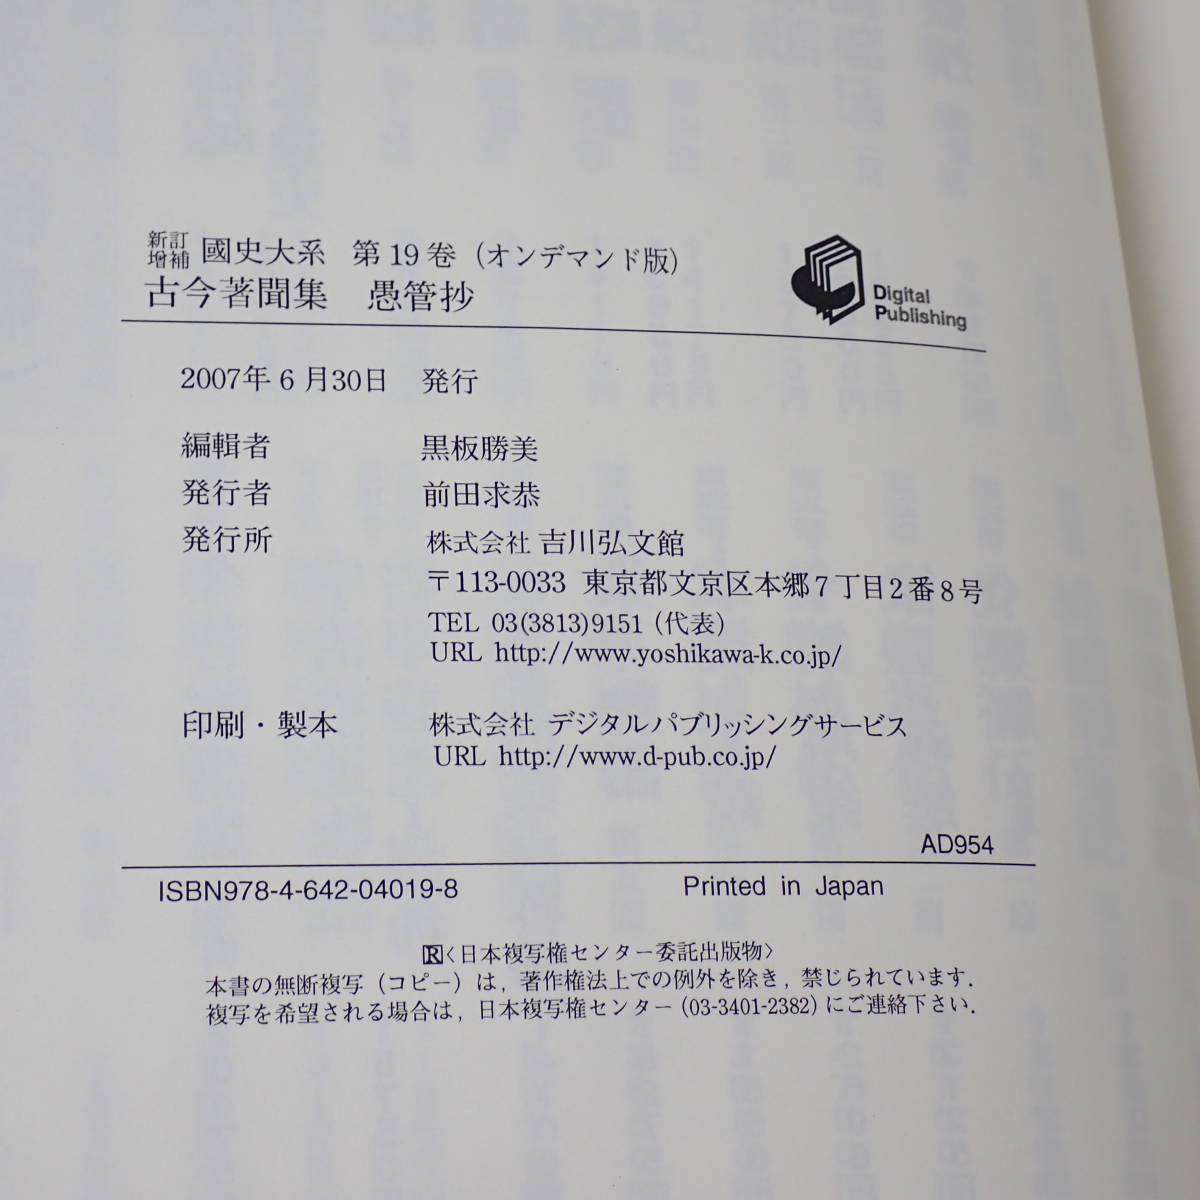 新訂増補 國史大系 第19巻 (オンデマンド版)
古今著聞集 愚管抄
Digital
Publishing
2007年6月30日 発行
編輯者 黒板勝美
発行者 前田求恭
発行所 株式会社 吉川弘文館
〒113-0033 東京都文京区本郷7丁目2番8号
TEL 03(3813)9151 (代表)
URL http://www.yoshikawa-k.co.jp/
印刷・製本 株式会社 デジタルパブリッシングサービス
URL http://www.d-pub.co.jp/
AD954
ISBN978-4-642-04019-8 Printed in Japan
R〈日本複写権センター委託出版物〉
本書の無断複写（コピー）は，著作権法上での例外を除き，禁じられています．
複写を希望される場合は，日本複写権センター (03-3401-2382) にご連絡下さい．